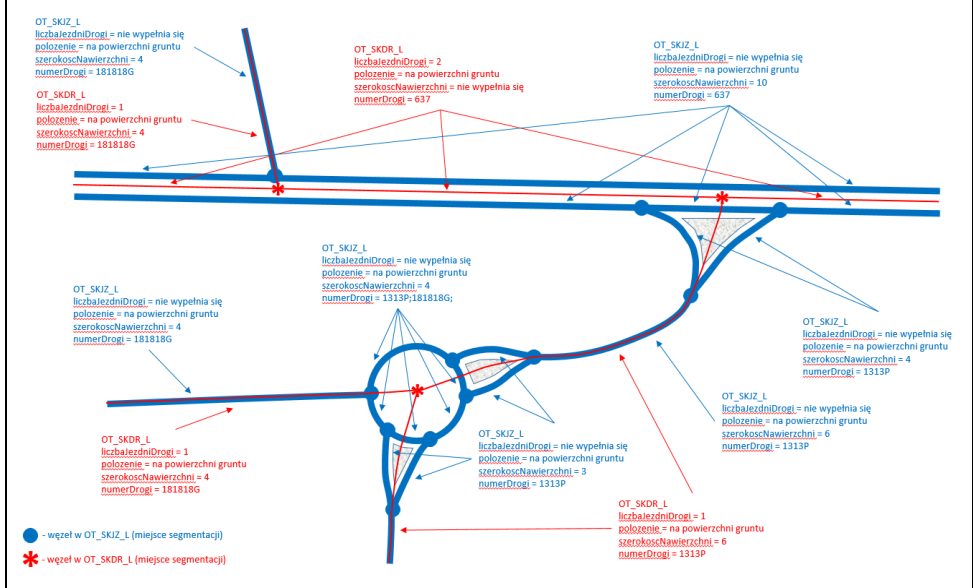 OT_SKJZ_L
liczbaJezdniDrogi = nie wypełnia się
polozenie = na powierzchni gruntu
szerokoscNawierzchni = 4
numerDrogi = 181818G
OT_SKDR_L
liczbaJezdniDrogi = 1
polozenie = na powierzchni gruntu
szerokoscNawierzchni = 4
numerDrogi = 181818G
OT_SKDR_L
liczbaJezdniDrogi = 2
polozenie = na powierzchni gruntu
szerokoscNawierzchni = nie wypełnia się
numerDrogi = 637
OT_SKJZ_L
liczbaJezdniDrogi = nie wypełnia się
polozenie = na powierzchni gruntu
szerokoscNawierzchni = 10
numerDrogi = 637
OT_SKJZ_L
liczbaJezdniDrogi = nie wypełnia się
polozenie = na powierzchni gruntu
szerokoscNawierzchni = 4
numerDrogi = 1313P;181818G;
OT_SKJZ_L
liczbaJezdniDrogi = nie wypełnia się
polozenie = na powierzchni gruntu
szerokoscNawierzchni = 4
numerDrogi = 181818G
OT_SKJZ_L
liczbaJezdniDrogi = nie wypełnia się
polozenie = na powierzchni gruntu
szerokoscNawierzchni = 4
numerDrogi = 1313P
OT_SKJZ_L
liczbaJezdniDrogi = nie wypełnia się
polozenie = na powierzchni gruntu
szerokoscNawierzchni = 6
numerDrogi = 1313P
OT_SKDR_L
liczbaJezdniDrogi = 1
polozenie = na powierzchni gruntu
szerokoscNawierzchni = 4
numerDrogi = 181818G
OT_SKJZ_L
liczbaJezdniDrogi = nie wypełnia się
polozenie = na powierzchni gruntu
szerokoscNawierzchni = 3
numerDrogi = 1313P
OT_SKDR_L
liczbaJezdniDrogi = 1
polozenie = na powierzchni gruntu
szerokoscNawierzchni = 6
numerDrogi = 1313P
- węzeł w OT_SKJZ_L (miejsce segmentacji)
- węzeł w OT_SKDR_L (miejsce segmentacji)